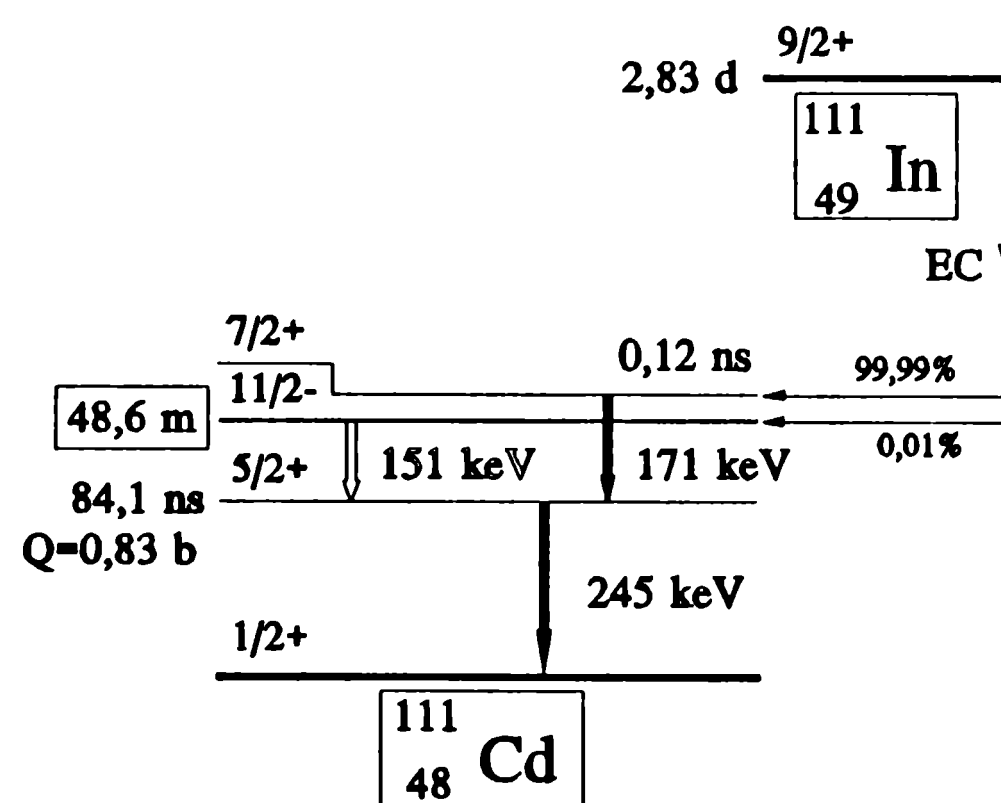 9/2+
2,83 d
111
49 In
EC
7/2+
0,12 ns
99,99%
11/2-
48,6 m
0,01%
5/2+
151 keV
171 keV
84,1 ns
Q=0,83 b
245 keV
1/2+
111
48 Cd